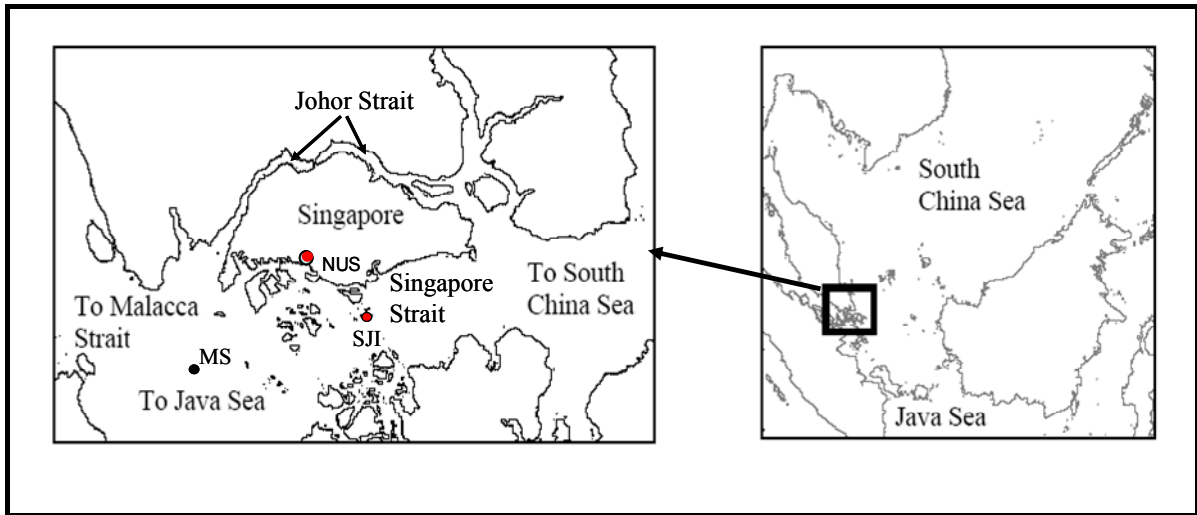 Johor Strait
Singapore
NUS
Singapore
Strait
To South
China Sea
To Malacca
Strait
SJI
MS
To Java Sea
South
China Sea
Java Sea